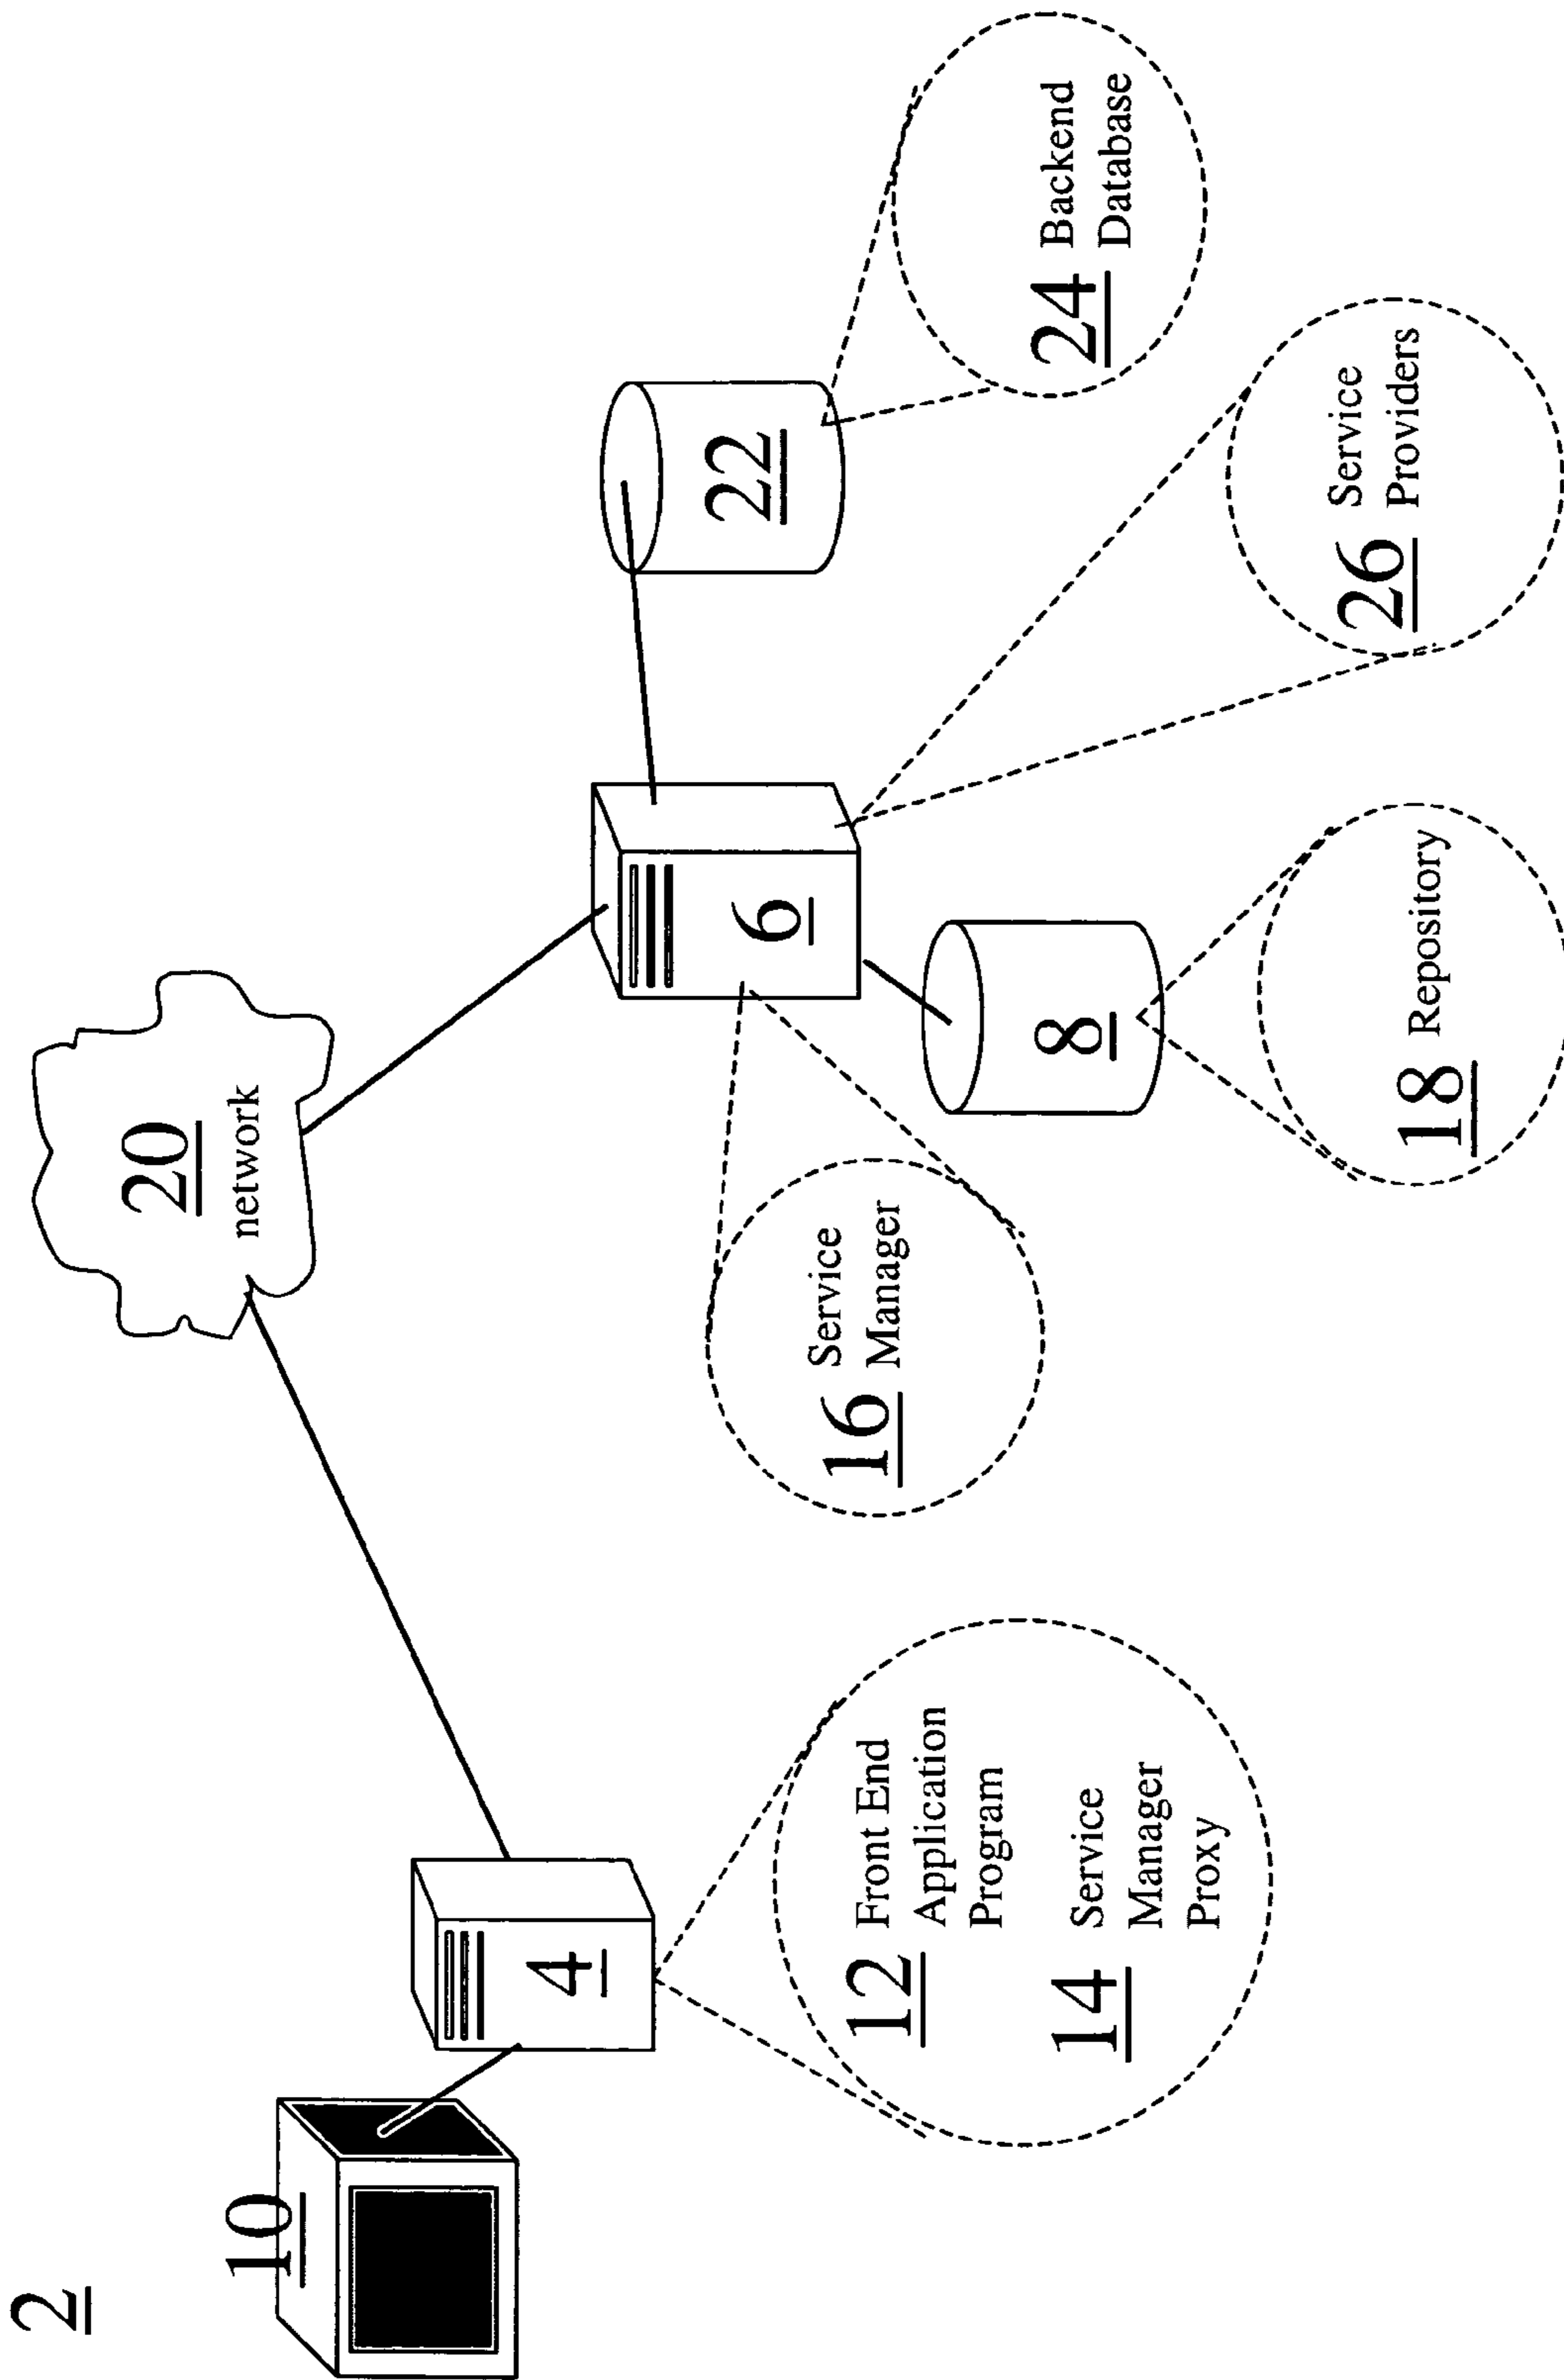 2
10
4
12 Front End
Application
Program
14 Service
Manager
Proxy
20
network
16 Service
Manager
6
8
18 Repository
22
24 Backend
Database
26 Service
Providers